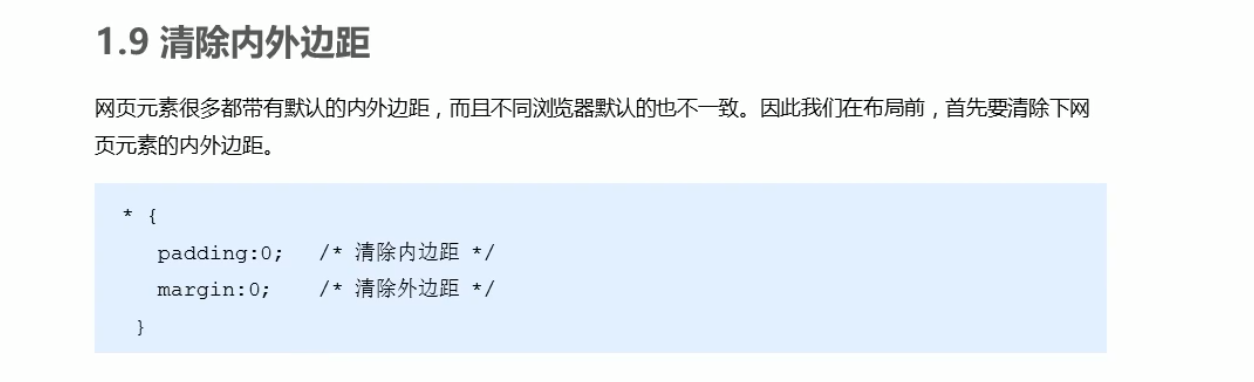 1.9 清除内外边距
网页元素很多都带有默认的内外边距，而且不同浏览器默认的也不一致。因此我们在布局前，首先要清除下网
页元素的内外边距。
* {
padding:0;   /* 清除内边距 */
margin:0;    /* 清除外边距 */
}